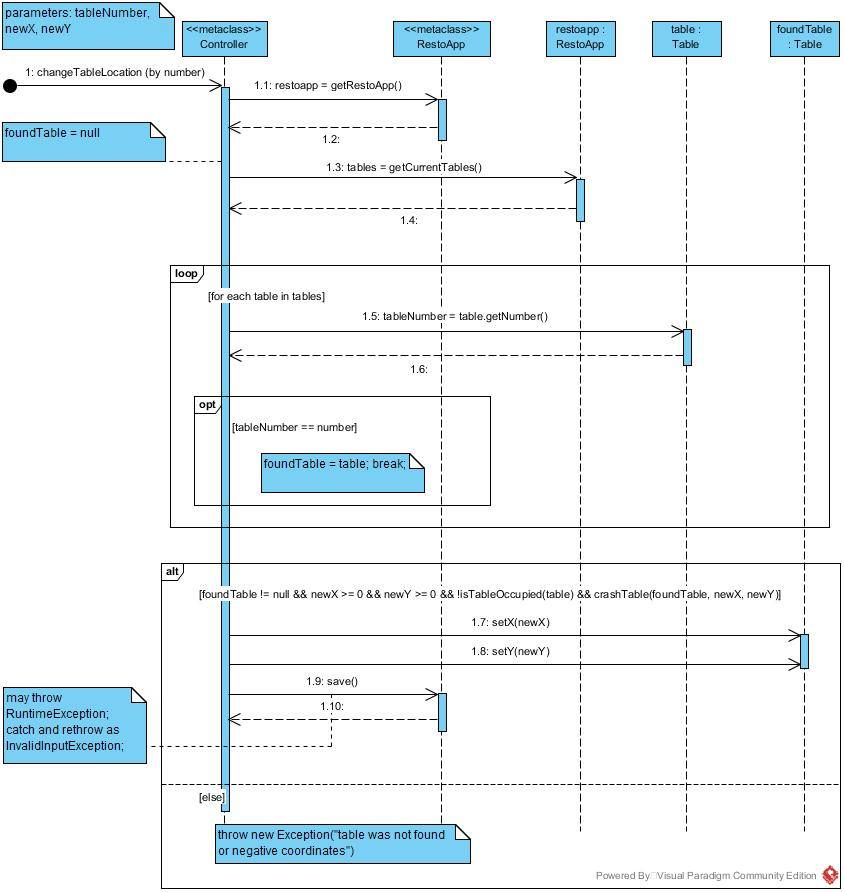 parameters: tableNumber,
newX, newY
<<metaclass>>
Controller
<<metaclass>>
RestoApp
restoapp :
RestoApp
table :
Table
foundTable
: Table
1: changeTableLocation (by number)
1.1: restoapp = getRestoApp()
foundTable = null
1.2:
1.3: tables = getCurrentTables()
1.4:
loop
[for each table in tables]
1.5: tableNumber = table.getNumber()
1.6:
opt
[tableNumber == number]
foundTable = table; break;
alt
[foundTable != null && newX >= 0 && newY >= 0 && !isTableOccupied(table) && crashTable(foundTable, newX, newY)]
1.7: setX(newX)
1.8: setY(newY)
1.9: save()
1.10:
may throw
RuntimeException;
catch and rethrow as
InvalidInputException;
[else]
throw new Exception("table was not found
or negative coordinates")
Powered By Visual Paradigm Community Edition